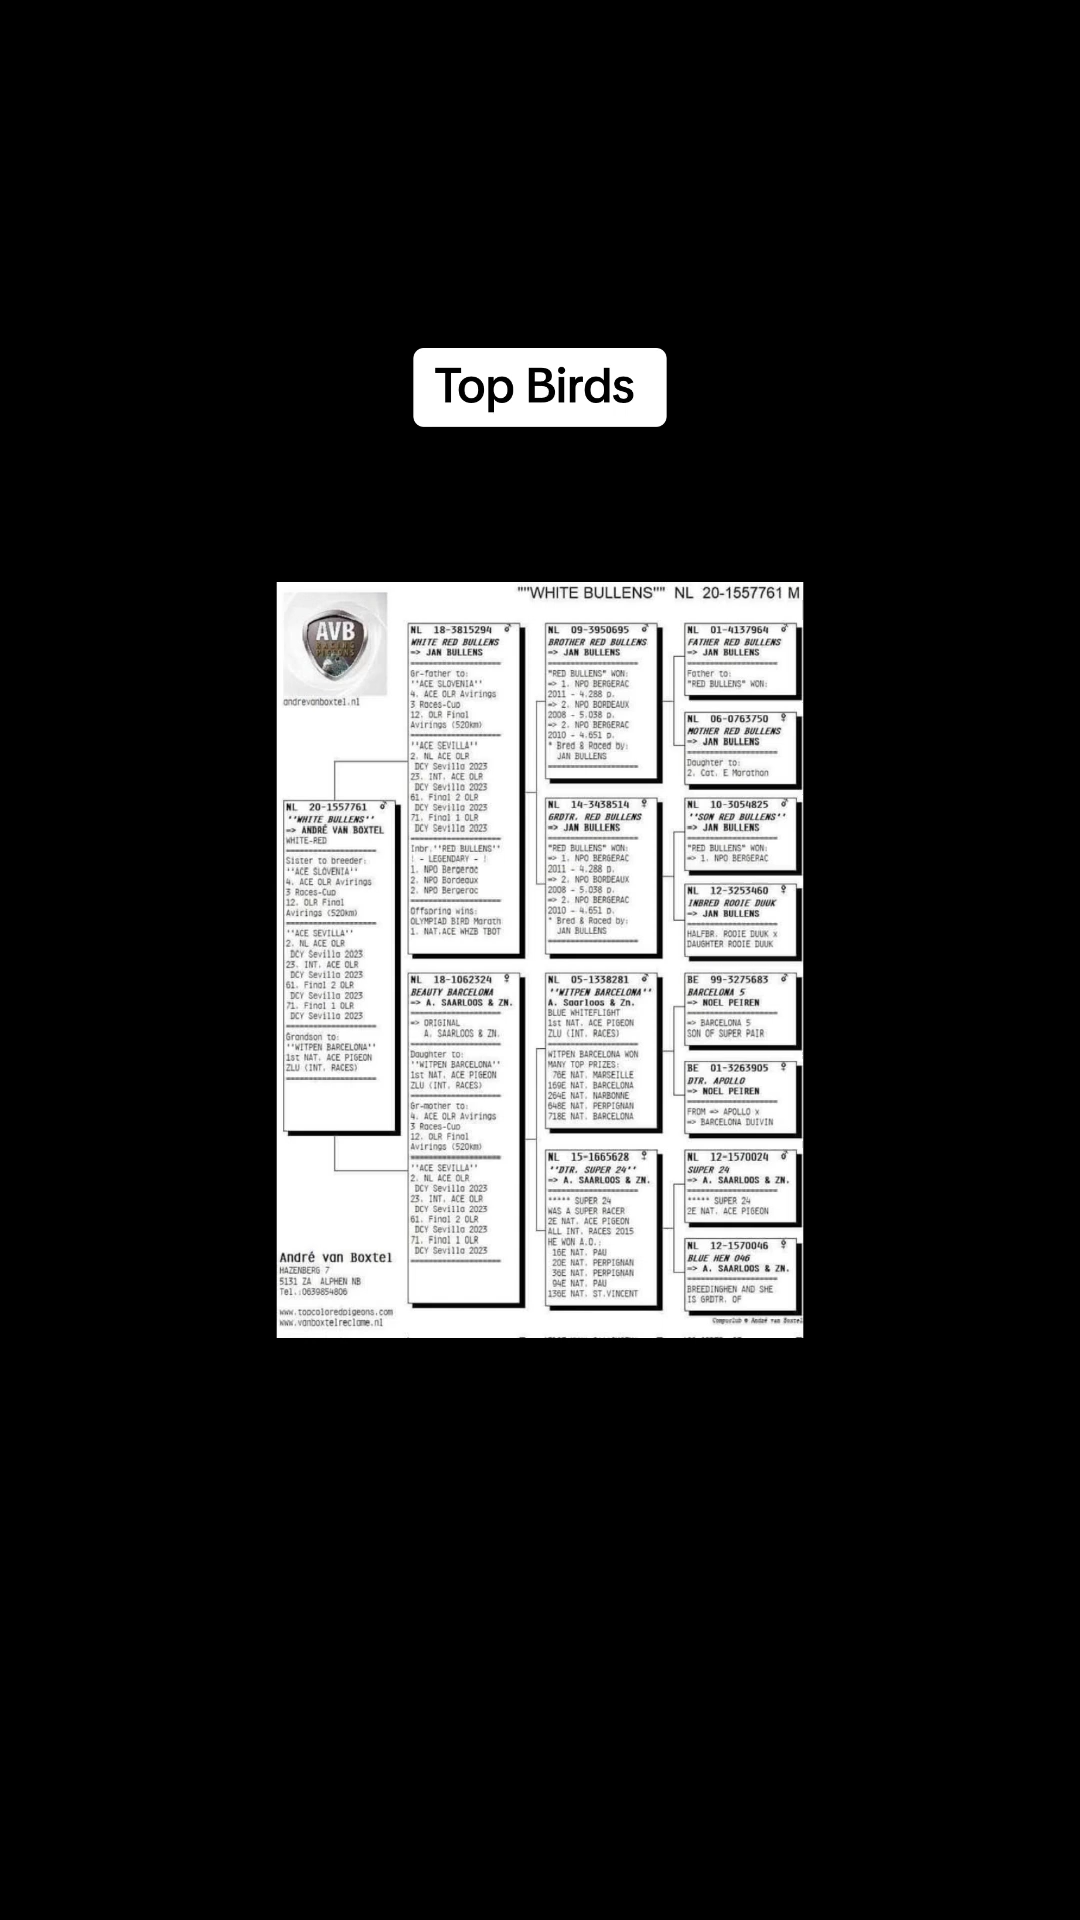 Top Birds
""WHITE BULLENS"" NL 20-1557761 M
AVB
RACING
PIGEONS
andrevanboxtel.nl
NL 20-1557761 ♂
''WHITE BULLENS''
=> ANDRÉ VAN BOXTEL
WHITE-RED
====================
Sister to breeder:
''ACE SLOVENIA''
4. ACE OLR Avirings
3 Races-Cup
12. OLR Final
Avirings (520km)
====================
''ACE SEVILLA''
2. NL ACE OLR
DCY Sevilla 2023
23. INT. ACE OLR
DCY Sevilla 2023
61. Final 2 OLR
DCY Sevilla 2023
71. Final 1 OLR
DCY Sevilla 2023
====================
Grandson to:
''WITPEN BARCELONA''
1st NAT. ACE PIGEON
ZLU (INT. RACES)
====================
André van Boxtel
HAZENBERG 7
5131 ZA ALPHEN NB
Tel.:0639854806
www.topcoloredpigeons.com
www.vanboxtelreclame.nl
NL 18-3815294 ♂
WHITE RED BULLENS
=> JAN BULLENS
====================
Gr-father to:
''ACE SLOVENIA''
4. ACE OLR Avirings
3 Races-Cup
12. OLR Final
Avirings (520km)
====================
''ACE SEVILLA''
2. NL ACE OLR
DCY Sevilla 2023
23. INT. ACE OLR
DCY Sevilla 2023
61. Final 2 OLR
DCY Sevilla 2023
71. Final 1 OLR
DCY Sevilla 2023
====================
Inbr.''RED BULLENS''
! - LEGENDARY - !
1. NPO Bergerac
2. NPO Bordeaux
2. NPO Bergerac
====================
Offspring wins:
OLYMPIAD BIRD Marath
1. NAT.ACE WHZB TBOT
NL 18-1062324 ♀
BEAUTY BARCELONA
=> A. SAARLOOS & ZN.
====================
=> ORIGINAL
A. SAARLOOS & ZN.
====================
Daughter to:
''WITPEN BARCELONA''
1st NAT. ACE PIGEON
ZLU (INT. RACES)
====================
Gr-mother to:
4. ACE OLR Avirings
3 Races-Cup
12. OLR Final
Avirings (520km)
====================
''ACE SEVILLA''
2. NL ACE OLR
DCY Sevilla 2023
23. INT. ACE OLR
DCY Sevilla 2023
61. Final 2 OLR
DCY Sevilla 2023
71. Final 1 OLR
DCY Sevilla 2023
====================
NL 09-3950695 ♂
BROTHER RED BULLENS
=> JAN BULLENS
====================
"RED BULLENS" WON:
=> 1. NPO BERGERAC
2011 - 4.288 p.
=> 2. NPO BORDEAUX
2008 - 5.038 p.
=> 2. NPO BERGERAC
2010 - 4.651 p.
* Bred & Raced by:
JAN BULLENS
====================
NL 14-3438514 ♀
GRDTR. RED BULLENS
=> JAN BULLENS
====================
"RED BULLENS" WON:
=> 1. NPO BERGERAC
2011 - 4.288 p.
=> 2. NPO BORDEAUX
2008 - 5.038 p.
=> 2. NPO BERGERAC
2010 - 4.651 p.
* Bred & Raced by:
JAN BULLENS
====================
NL 05-1338281 ♂
''WITPEN BARCELONA''
A. Saarloos & Zn.
BLUE WHITEFLIGHT
1st NAT. ACE PIGEON
ZLU (INT. RACES)
====================
WITPEN BARCELONA WON
MANY TOP PRIZES:
76E NAT. MARSEILLE
169E NAT. BARCELONA
264E NAT. NARBONNE
648E NAT. PERPIGNAN
718E NAT. BARCELONA
NL 15-1665628 ♀
''DTR. SUPER 24''
=> A. SAARLOOS & ZN.
====================
***** SUPER 24
WAS A SUPER RACER
2E NAT. ACE PIGEON
ALL INT. RACES 2015
HE WON A.O.:
16E NAT. PAU
20E NAT. PERPIGNAN
36E NAT. PERPIGNAN
94E NAT. PAU
136E NAT. ST.VINCENT
NL 01-4137964 ♂
FATHER RED BULLENS
=> JAN BULLENS
====================
Father to:
"RED BULLENS" WON:
NL 06-0763750 ♀
MOTHER RED BULLENS
=> JAN BULLENS
====================
Daughter to:
2. Cat. E Marathon
NL 10-3054825 ♂
''SON RED BULLENS''
=> JAN BULLENS
====================
"RED BULLENS" WON:
=> 1. NPO BERGERAC
NL 12-3253460 ♀
INBRED ROOIE DUUK
=> JAN BULLENS
====================
HALFBR. ROOIE DUUK x
DAUGHTER ROOIE DUUK
BE 99-3275683 ♂
BARCELONA 5
=> NOEL PEIREN
====================
=> BARCELONA 5
SON OF SUPER PAIR
BE 01-3263905 ♀
DTR. APOLLO
=> NOEL PEIREN
====================
FROM => APOLLO x
=> BARCELONA DUIVIN
NL 12-1570024 ♂
SUPER 24
=> A. SAARLOOS & ZN.
====================
***** SUPER 24
2E NAT. ACE PIGEON
NL 12-1570046 ♀
BLUE HEN 046
=> A. SAARLOOS & ZN.
====================
BREEDINGHEN AND SHE
IS GRDTR. OF
Compuclub © André van Boxtel